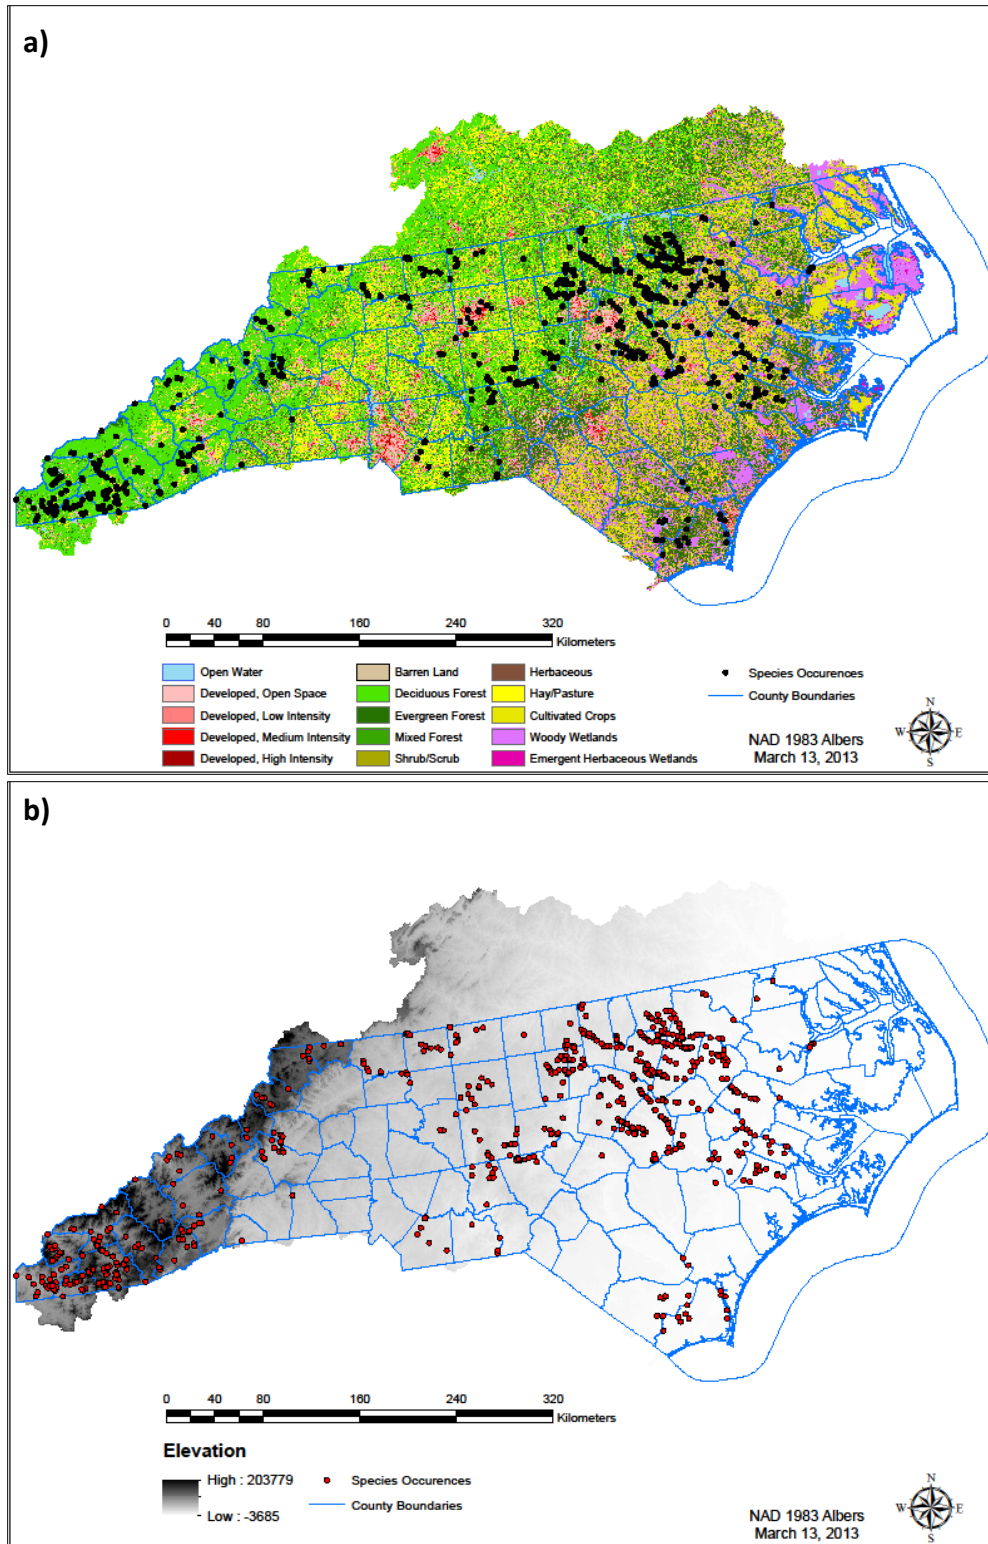 a)
N
W E
S
0 40 80 160 240 320
Kilometers
Open Water Barren Land Herbaceous Species Occurences
Developed, Open Space Deciduous Forest Hay/Pasture County Boundaries
Developed, Low Intensity Evergreen Forest Cultivated Crops
Developed, Medium Intensity Mixed Forest Woody Wetlands NAD 1983 Albers
Developed, High Intensity Shrub/Scrub Emergent Herbaceous Wetlands March 13, 2013
b)
0 40 80 160 240 320
Kilometers
Elevation
High : 203779 Species Occurences
County Boundaries
Low : -3685
N
W E
S
NAD 1983 Albers
March 13, 2013